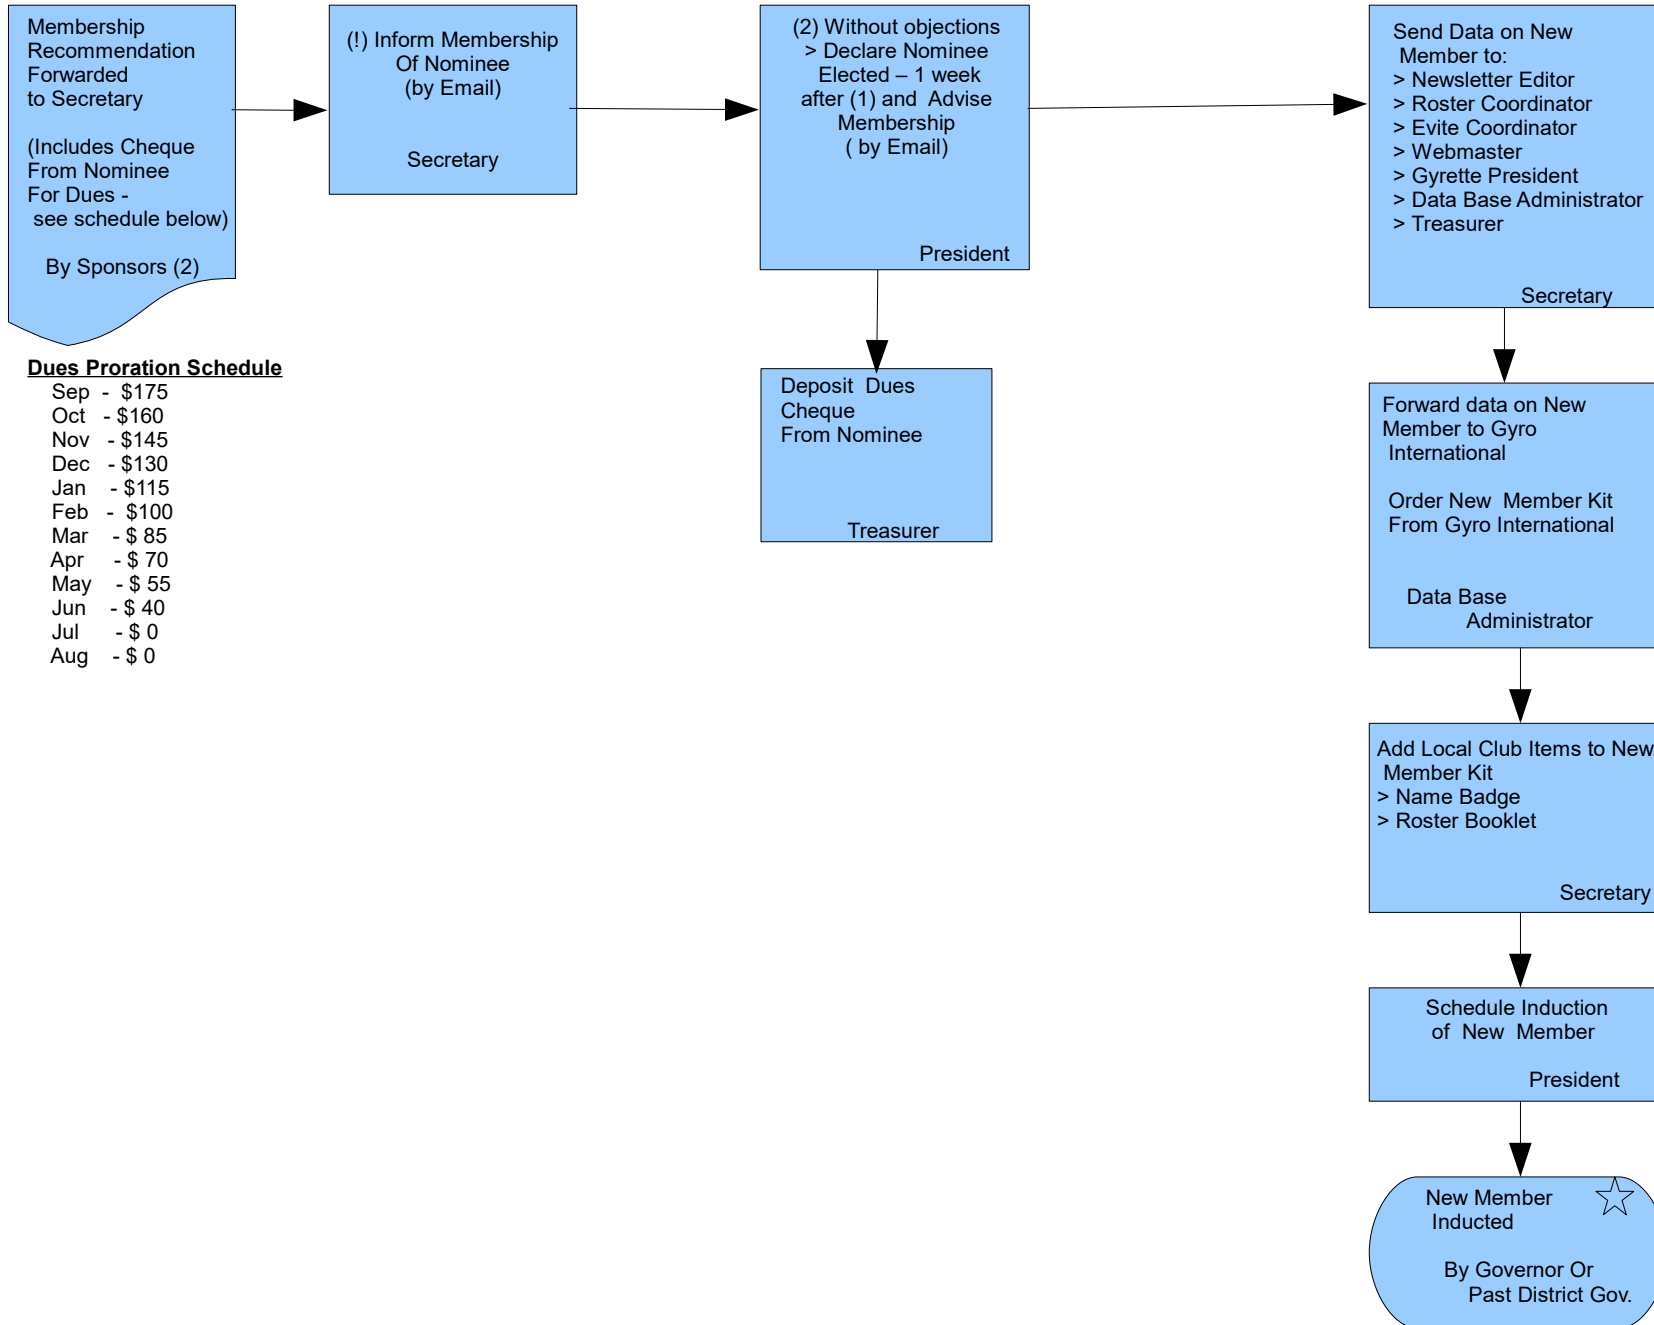 Membership
Recommendation
Forwarded
to Secretary
(Includes Cheque
From Nominee
For Dues -
see schedule below)
By Sponsors (2)
(!) Inform Membership
Of Nominee
(by Email)
Secretary
(2) Without objections
> Declare Nominee
Elected – 1 week
after (1) and Advise
Membership
( by Email)
President
Send Data on New
Member to:
> Newsletter Editor
> Roster Coordinator
> Evite Coordinator
> Webmaster
> Gyrette President
> Data Base Administrator
> Treasurer
Secretary
Dues Proration Schedule
Sep - $175
Oct - $160
Nov - $145
Dec - $130
Jan - $115
Feb - $100
Mar - $ 85
Apr - $ 70
May - $ 55
Jun - $ 40
Jul - $ 0
Aug - $ 0
Deposit Dues
Cheque
From Nominee
Treasurer
Forward data on New
Member to Gyro
International
Order New Member Kit
From Gyro International
Data Base
Administrator
Add Local Club Items to New
Member Kit
> Name Badge
> Roster Booklet
Secretary
Schedule Induction
of New Member
President
New Member
Inducted
By Governor Or
Past District Gov.